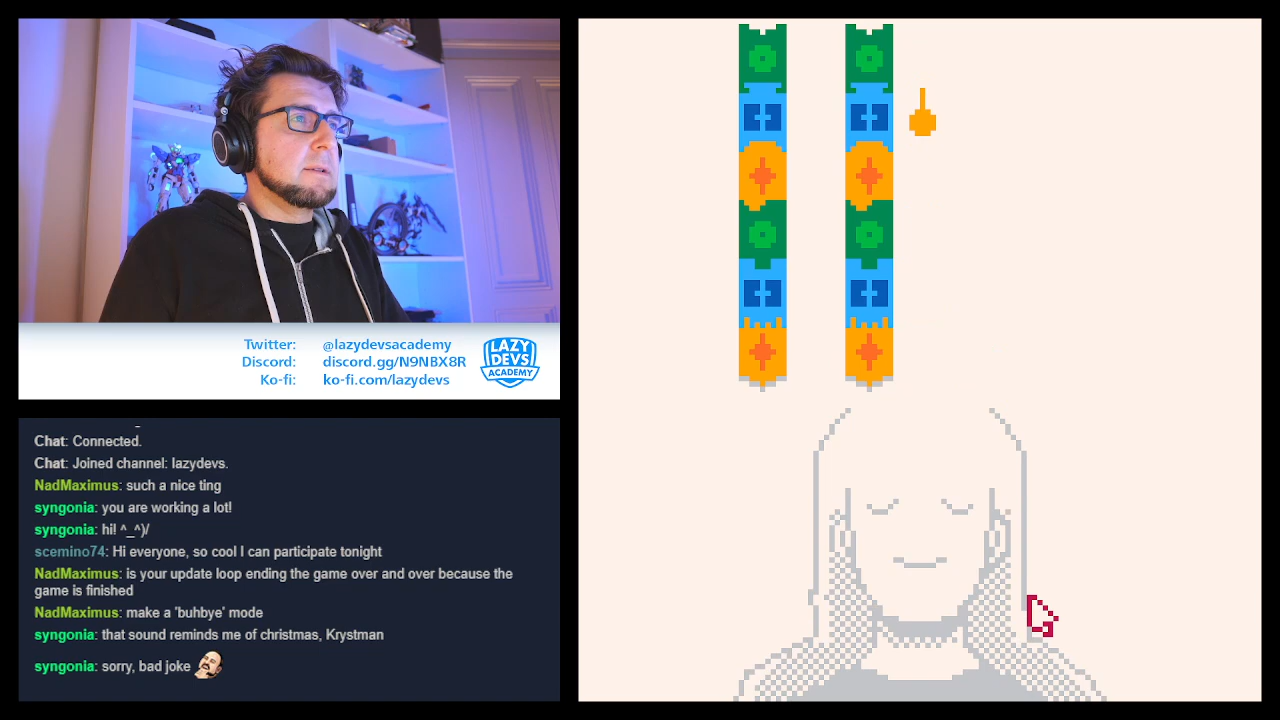 Twitter: @lazydevsacademy
Discord: discord.gg/N9NBX8R
Ko-fi: ko-fi.com/lazydevs
LAZY
DEVS
ACADEMY
Chat: Connected.
Chat: Joined channel: lazydevs.
NadMaximus: such a nice ting
syngonia: you are working a lot!
syngonia: hi! ^_^)/
scemino74: Hi everyone, so cool I can participate tonight
NadMaximus: is your update loop ending the game over and over because the
game is finished
NadMaximus: make a 'buhbye' mode
syngonia: that sound reminds me of christmas, Krystman
syngonia: sorry, bad joke